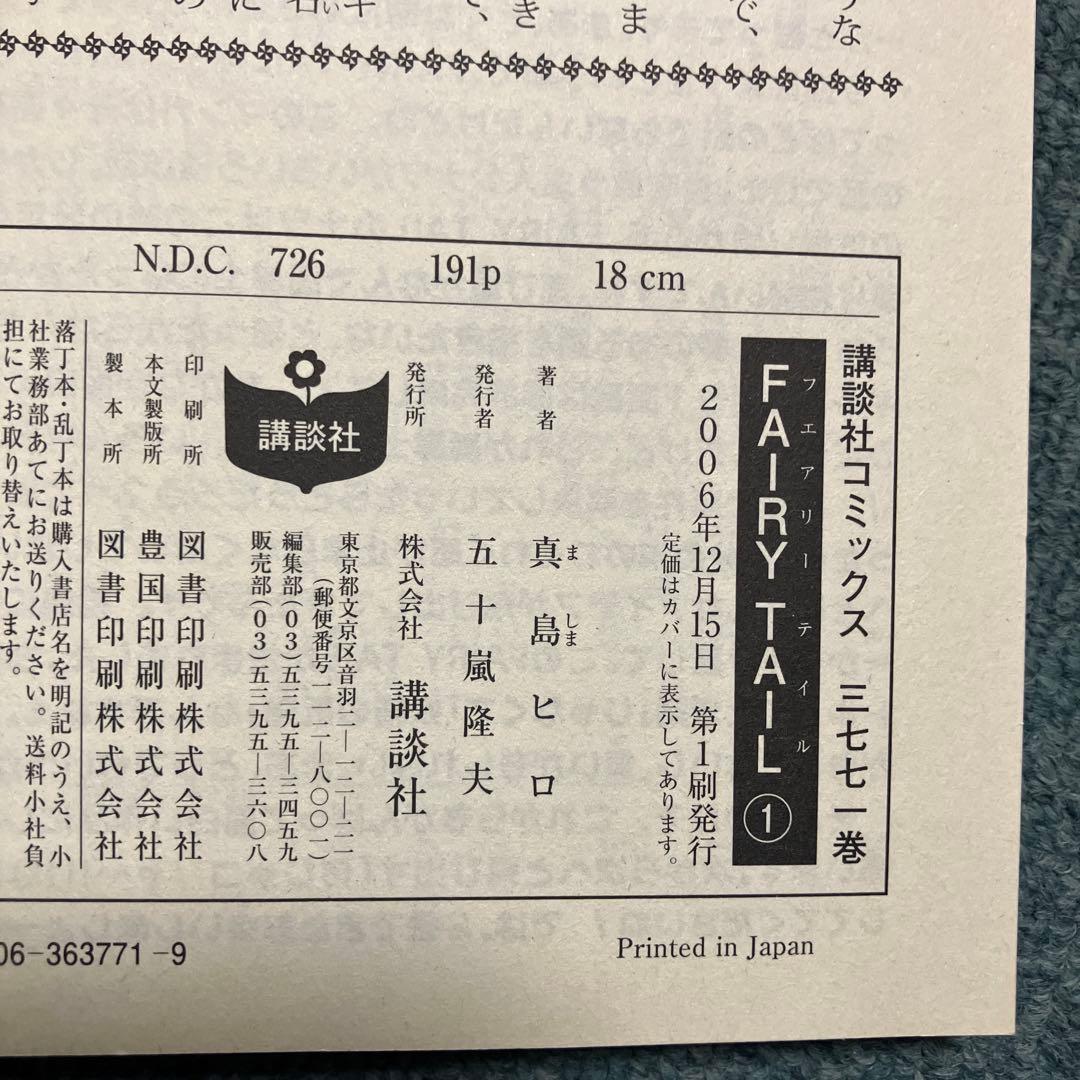 N.D.C. 726 191p 18 cm
講談社コミックス 三七七一巻
フエアリーテイル
FAIRY TAIL ①
2006年12月15日 第1刷発行
定価はカバーに表示してあります。
著者 真島ヒロ
ましま
発行者 五十嵐隆夫
発行所 株式会社 講談社
東京都文京区音羽二―一二―二一
(郵便番号一一二―八〇〇一)
編集部(03)五三九五―三四五九
販売部(03)五三九五―三六〇八
講談社
印刷所 図書印刷株式会社
本文製版所 豊国印刷株式会社
製本所 図書印刷株式会社
落丁本・乱丁本は購入書店名を明記のうえ、小
社業務部あてにお送りください。送料小社負
担にてお取り替えいたします。
06-363771-9
Printed in Japan